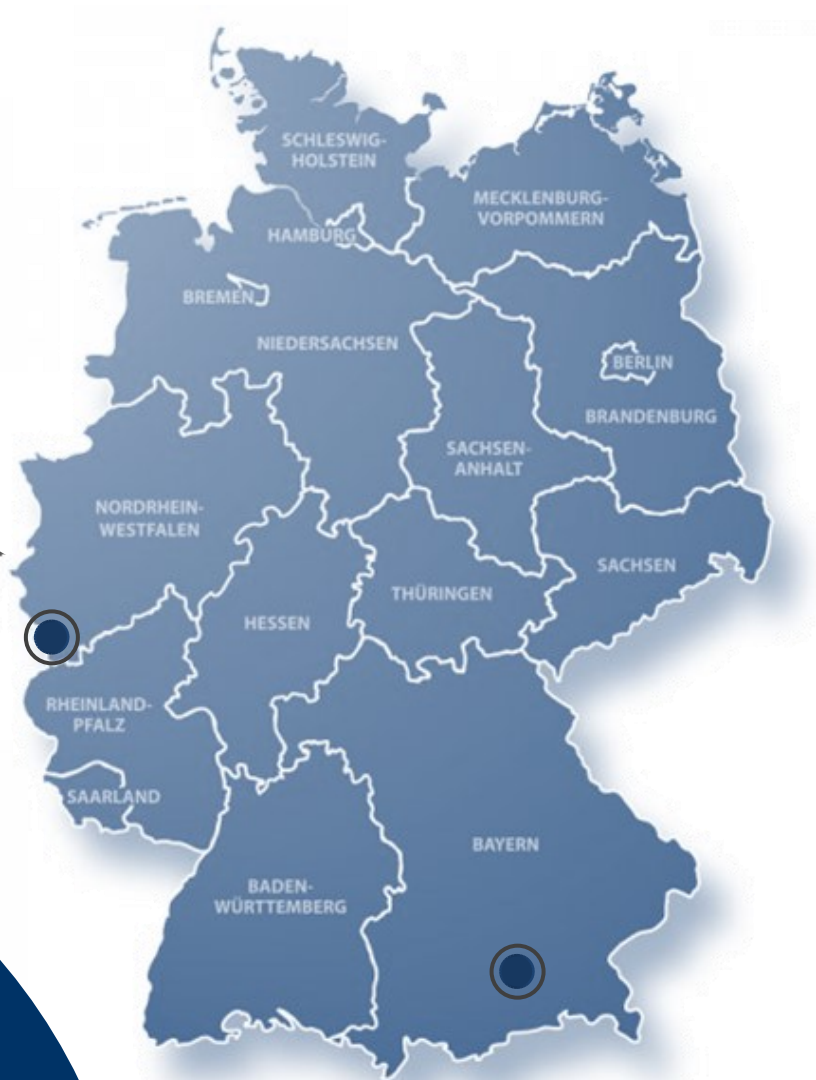 SCHLESWIG-
HOLSTEIN
MECKLENBURG-
VORPOMMERN
HAMBURG
BREMEN
NIEDERSACHSEN
BERLIN
BRANDENBURG
SACHSEN-
ANHALT
NORDRHEIN-
WESTFALEN
SACHSEN
THÜRINGEN
HESSEN
RHEINLAND-
PFALZ
SAARLAND
BAYERN
BADEN-
WÜRTTEMBERG